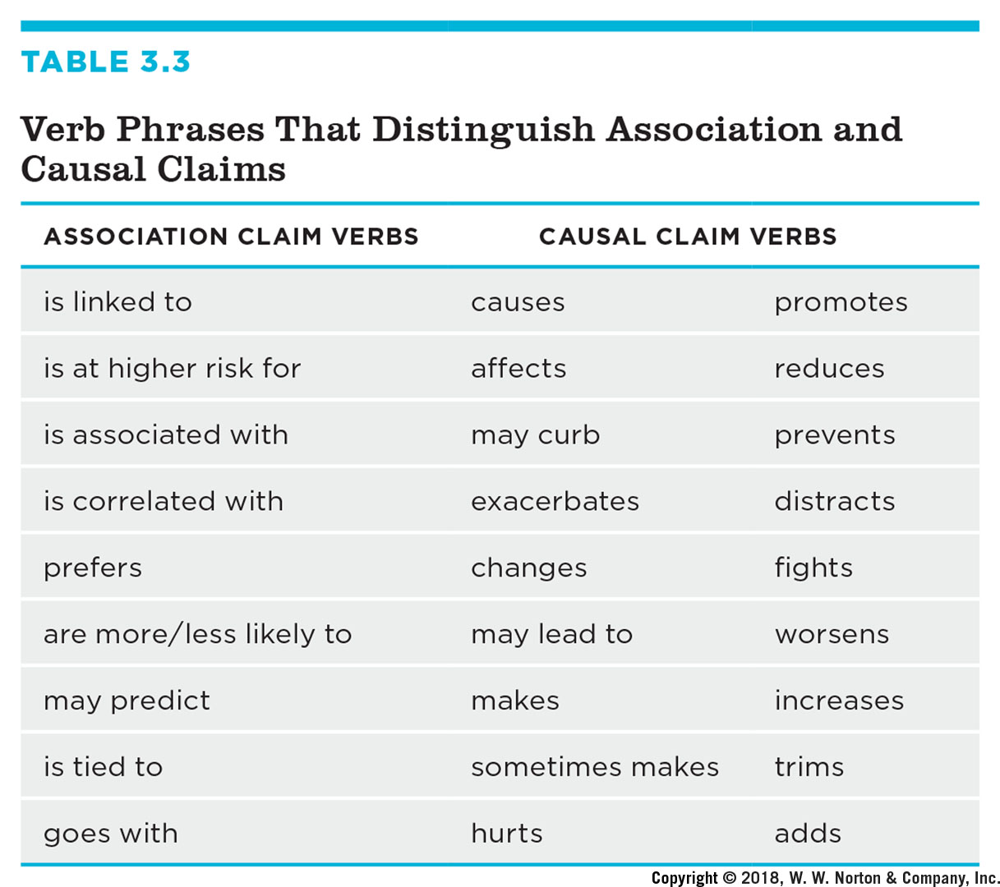 TABLE 3.3
Verb Phrases That Distinguish Association and
Causal Claims
ASSOCIATION CLAIM VERBS CAUSAL CLAIM VERBS
is linked to causes promotes
is at higher risk for affects reduces
is associated with may curb prevents
is correlated with exacerbates distracts
prefers changes fights
are more/less likely to may lead to worsens
may predict makes increases
is tied to sometimes makes trims
goes with hurts adds
Copyright © 2018, W. W. Norton & Company, Inc.